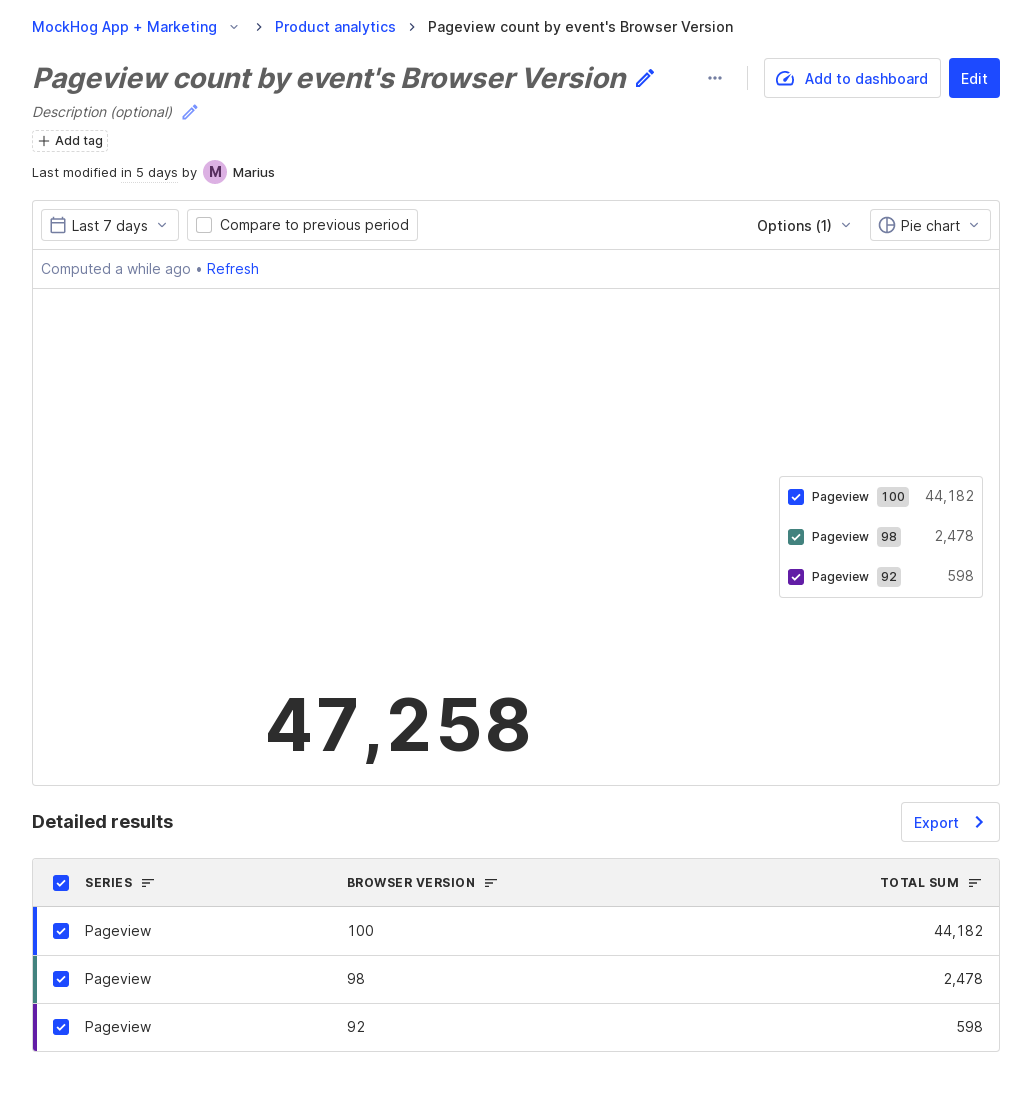 MockHog App + Marketing Product analytics Pageview count by event's Browser Version
Pageview count by event's Browser Version
Add to dashboard Edit
Description (optional)
Add tag
Last modified in 5 days by M Marius
Last 7 days Compare to previous period Options (1) Pie chart
Computed a while ago • Refresh
Pageview 100 44,182
Pageview 98 2,478
Pageview 92 598
47,258
Detailed results Export
SERIES BROWSER VERSION TOTAL SUM
Pageview 100 44,182
Pageview 98 2,478
Pageview 92 598